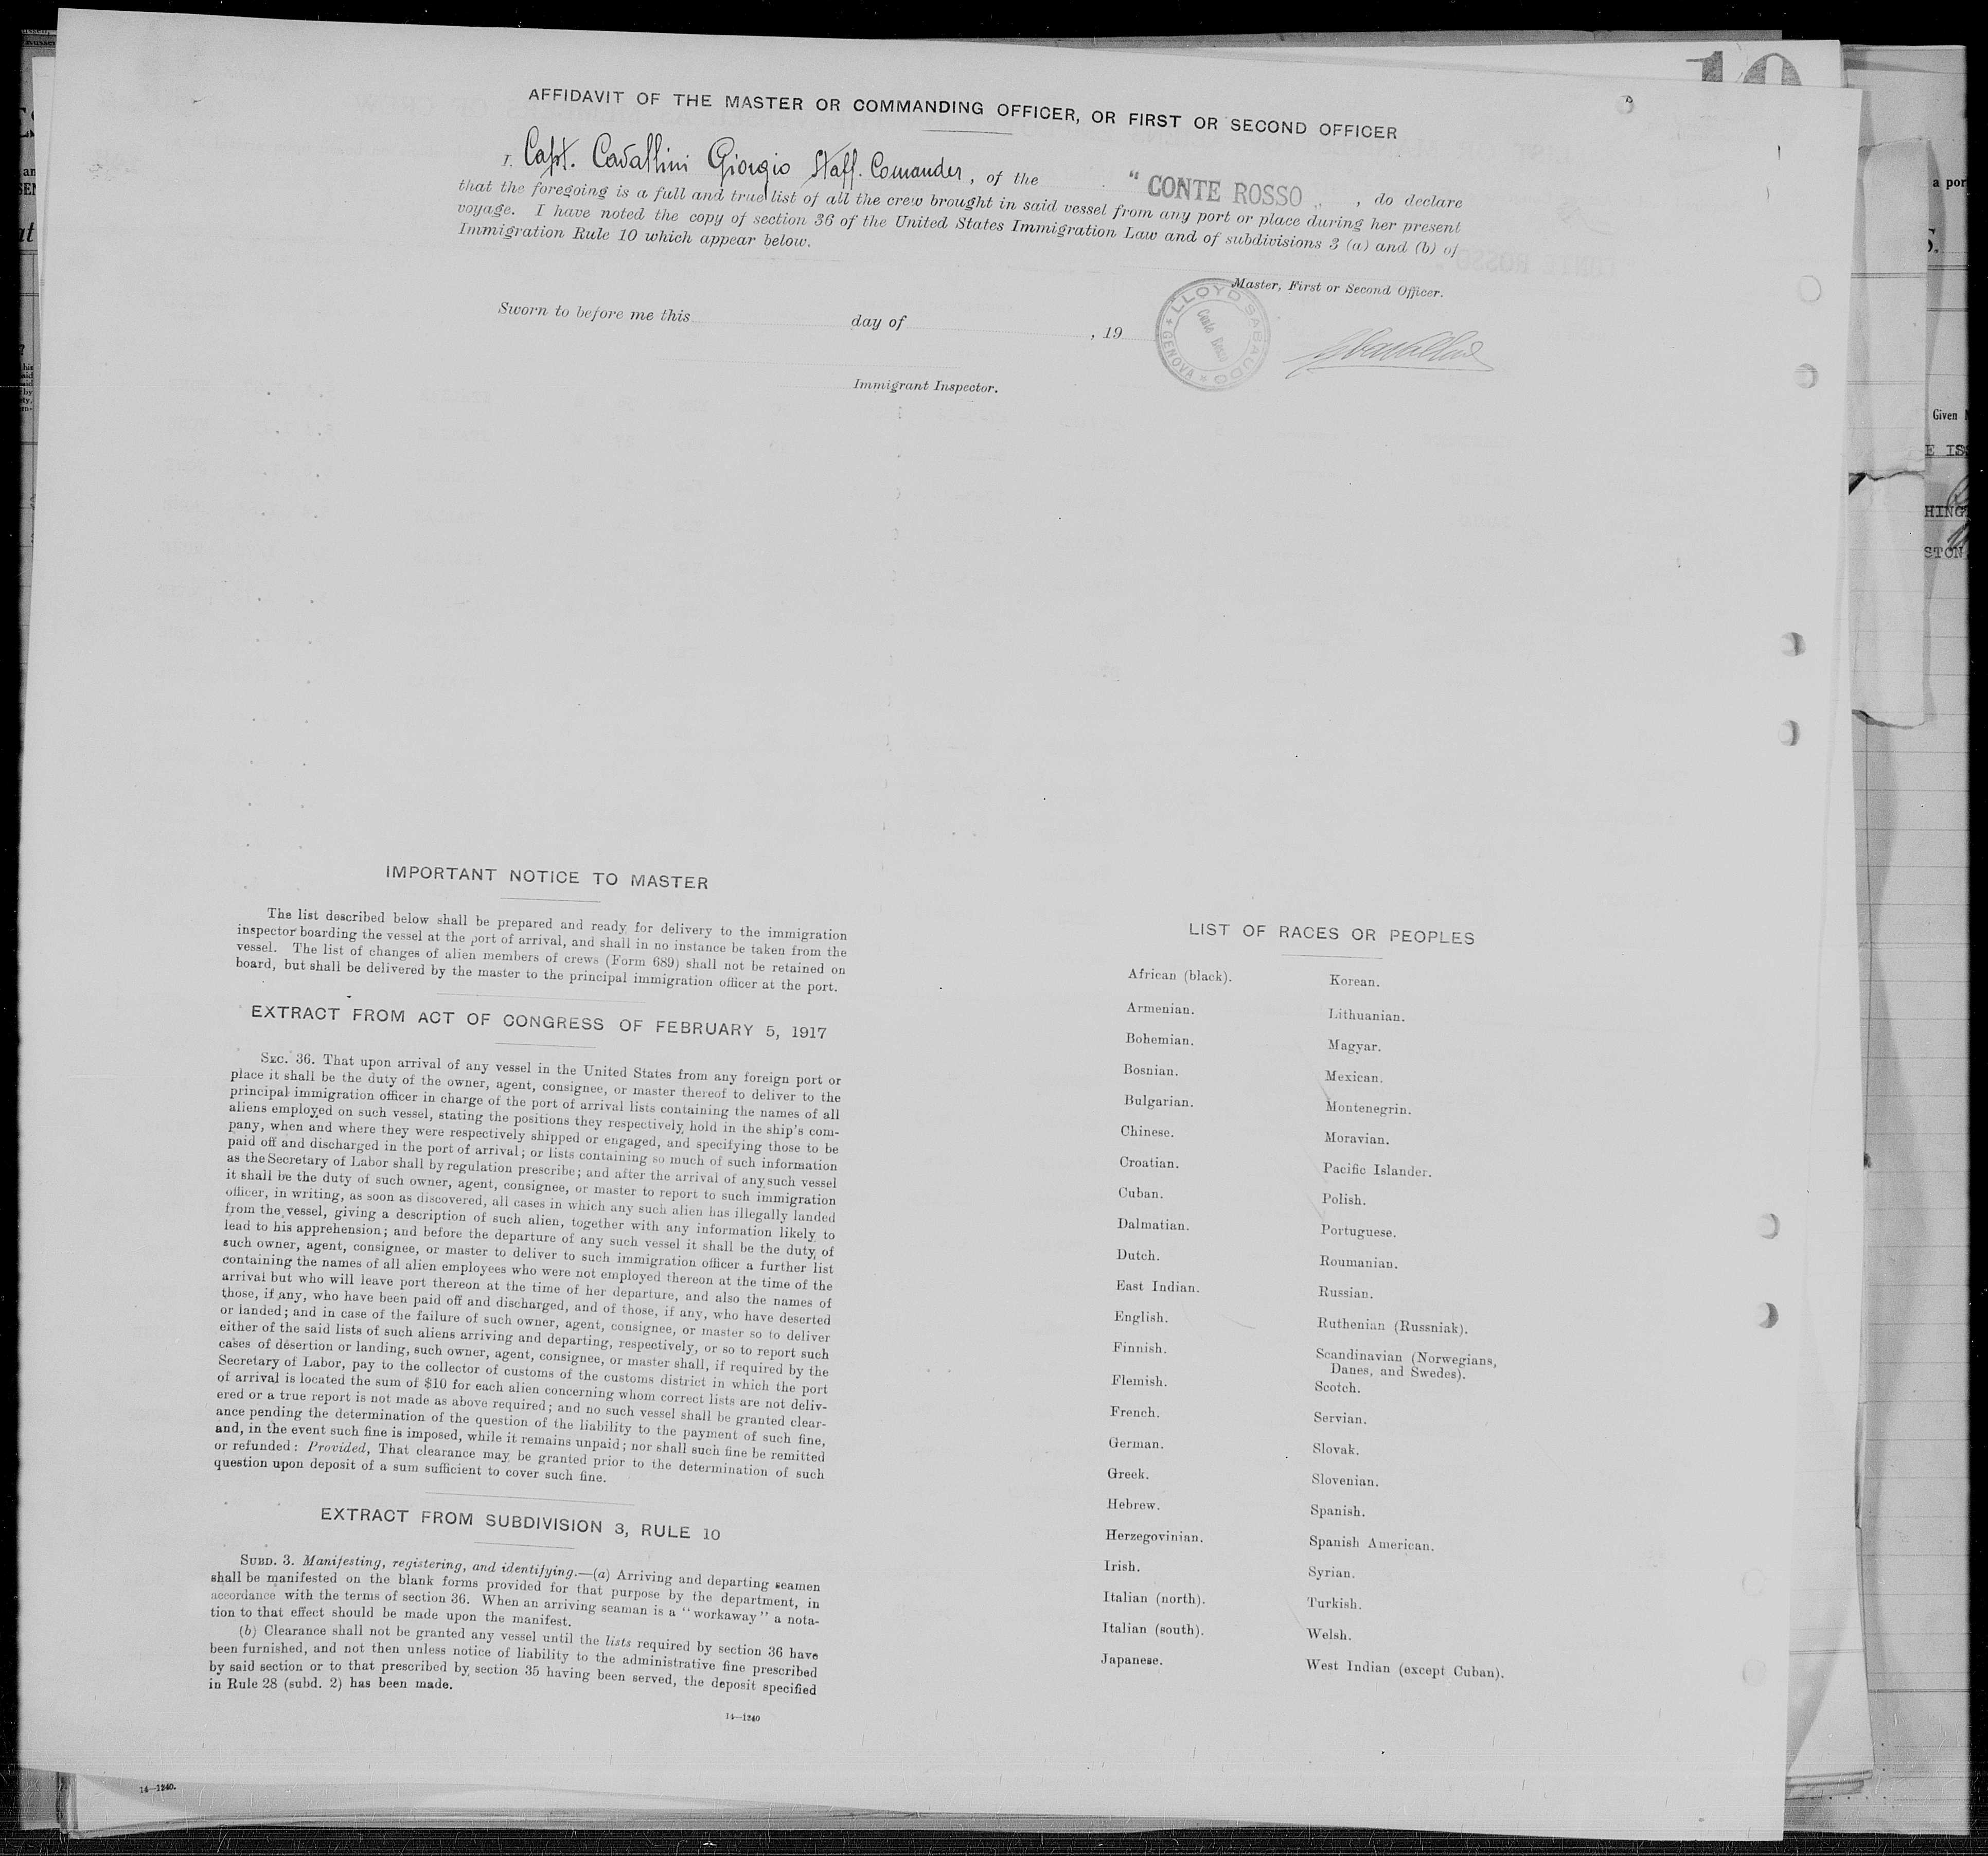 AFFIDAVIT OF THE MASTER OR COMMANDING OFFICER, OR FIRST OR SECOND OFFICER
I, Capt. Cavallini Giorgio Staff. Comander, of the " CONTE ROSSO „ , do declare
that the foregoing is a full and true list of all the crew brought in said vessel from any port or place during her present
voyage. I have noted the copy of section 36 of the United States Immigration Law and of subdivisions 3 (a) and (b) of
Immigration Rule 10 which appear below.
Master, First or Second Officer.
LLOYD SABAUDO
Conte Rosso
* GENOVA *
Sworn to before me this day of , 19
Immigrant Inspector.
IMPORTANT NOTICE TO MASTER
The list described below shall be prepared and ready for delivery to the immigration
inspector boarding the vessel at the port of arrival, and shall in no instance be taken from the
vessel. The list of changes of alien members of crews (Form 689) shall not be retained on
board, but shall be delivered by the master to the principal immigration officer at the port.
EXTRACT FROM ACT OF CONGRESS OF FEBRUARY 5, 1917
SEC. 36. That upon arrival of any vessel in the United States from any foreign port or
place it shall be the duty of the owner, agent, consignee, or master thereof to deliver to the
principal immigration officer in charge of the port of arrival lists containing the names of all
aliens employed on such vessel, stating the positions they respectively hold in the ship's com-
pany, when and where they were respectively shipped or engaged, and specifying those to be
paid off and discharged in the port of arrival; or lists containing so much of such information
as the Secretary of Labor shall by regulation prescribe; and after the arrival of any such vessel
it shall be the duty of such owner, agent, consignee, or master to report to such immigration
officer, in writing, as soon as discovered, all cases in which any such alien has illegally landed
from the vessel, giving a description of such alien, together with any information likely to
lead to his apprehension; and before the departure of any such vessel it shall be the duty of
such owner, agent, consignee, or master to deliver to such immigration officer a further list
containing the names of all alien employees who were not employed thereon at the time of the
arrival but who will leave port thereon at the time of her departure, and also the names of
those, if any, who have been paid off and discharged, and of those, if any, who have deserted
or landed; and in case of the failure of such owner, agent, consignee, or master so to deliver
either of the said lists of such aliens arriving and departing, respectively, or so to report such
cases of desertion or landing, such owner, agent, consignee, or master shall, if required by the
Secretary of Labor, pay to the collector of customs of the customs district in which the port
of arrival is located the sum of $10 for each alien concerning whom correct lists are not deliv-
ered or a true report is not made as above required; and no such vessel shall be granted clear-
ance pending the determination of the question of the liability to the payment of such fine,
and, in the event such fine is imposed, while it remains unpaid; nor shall such fine be remitted
or refunded: Provided, That clearance may be granted prior to the determination of such
question upon deposit of a sum sufficient to cover such fine.
EXTRACT FROM SUBDIVISION 3, RULE 10
SUBD. 3. Manifesting, registering, and identifying.—(a) Arriving and departing seamen
shall be manifested on the blank forms provided for that purpose by the department, in
accordance with the terms of section 36. When an arriving seaman is a "workaway" a nota-
tion to that effect should be made upon the manifest.
(b) Clearance shall not be granted any vessel until the lists required by section 36 have
been furnished, and not then unless notice of liability to the administrative fine prescribed
by said section or to that prescribed by section 35 having been served, the deposit specified
in Rule 28 (subd. 2) has been made.
14—1240
LIST OF RACES OR PEOPLES
African (black).
Armenian.
Bohemian.
Bosnian.
Bulgarian.
Chinese.
Croatian.
Cuban.
Dalmatian.
Dutch.
East Indian.
English.
Finnish.
Flemish.
French.
German.
Greek.
Hebrew.
Herzegovinian.
Irish.
Italian (north).
Italian (south).
Japanese.
Korean.
Lithuanian.
Magyar.
Mexican.
Montenegrin.
Moravian.
Pacific Islander.
Polish.
Portuguese.
Roumanian.
Russian.
Ruthenian (Russniak).
Scandinavian (Norwegians,
Danes, and Swedes).
Scotch.
Servian.
Slovak.
Slovenian.
Spanish.
Spanish American.
Syrian.
Turkish.
Welsh.
West Indian (except Cuban).
14—1240.
a por
Given